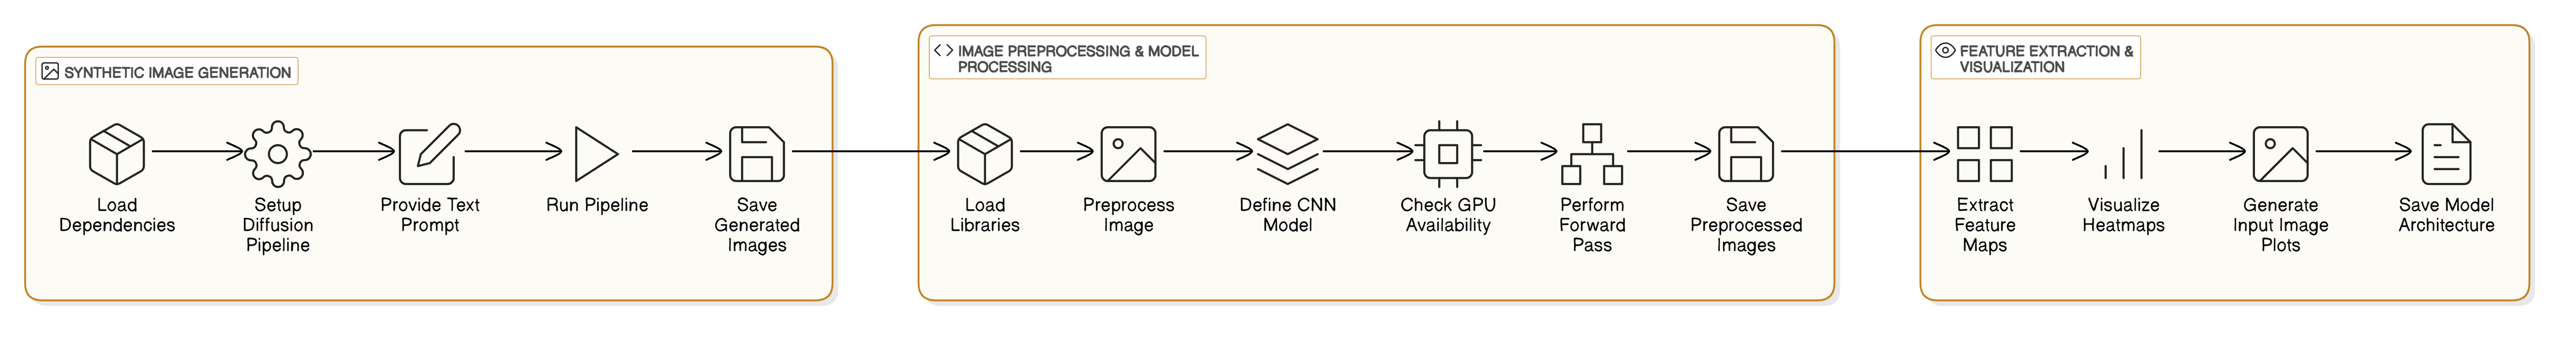 SYNTHETIC IMAGE GENERATION
Load
Dependencies
Setup
Diffusion
Pipeline
Provide Text
Prompt
Run Pipeline
Save
Generated
Images
IMAGE PREPROCESSING & MODEL
PROCESSING
Load
Libraries
Preprocess
Image
Define CNN
Model
Check GPU
Availability
Perform
Forward
Pass
Save
Preprocessed
Images
FEATURE EXTRACTION &
VISUALIZATION
Extract
Feature
Maps
Visualize
Heatmaps
Generate
Input Image
Plots
Save Model
Architecture